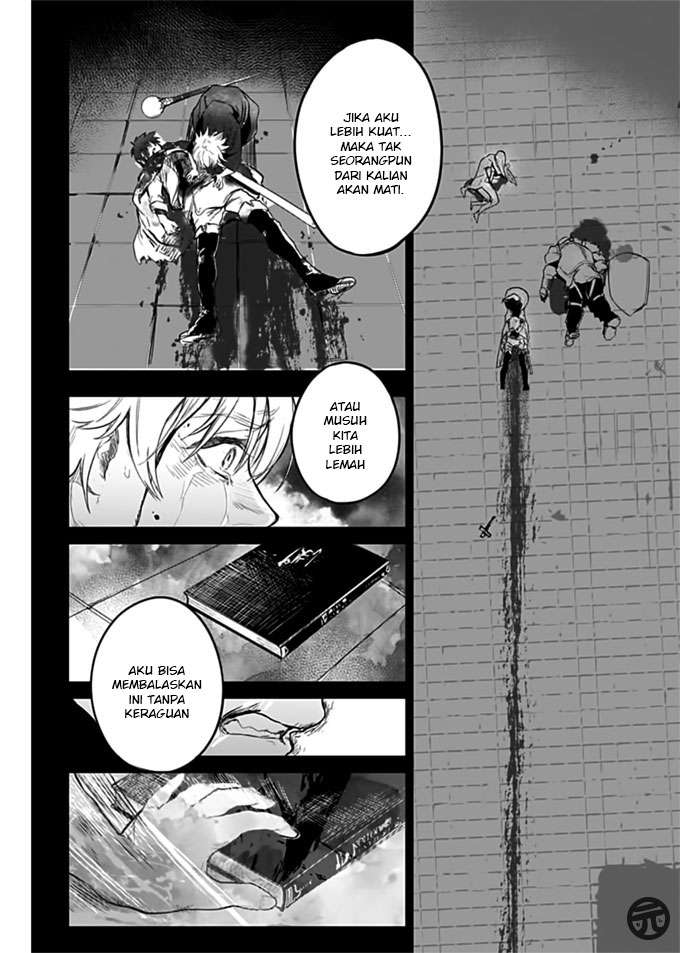 JIKA AKU
LEBIH KUAT...
MAKA TAK
SEORANGPUN
DARI KALIAN
AKAN MATI.
ATAU
MUSUH
KITA
LEBIH
LEMAH
AKU BISA
MEMBALASKAN
INI TANPA
KERAGUAN